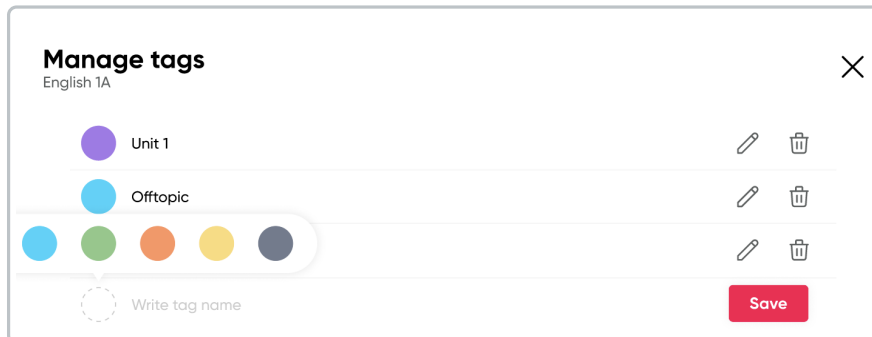 Manage tags
English 1A
Unit 1
Offtopic
Write tag name
Save